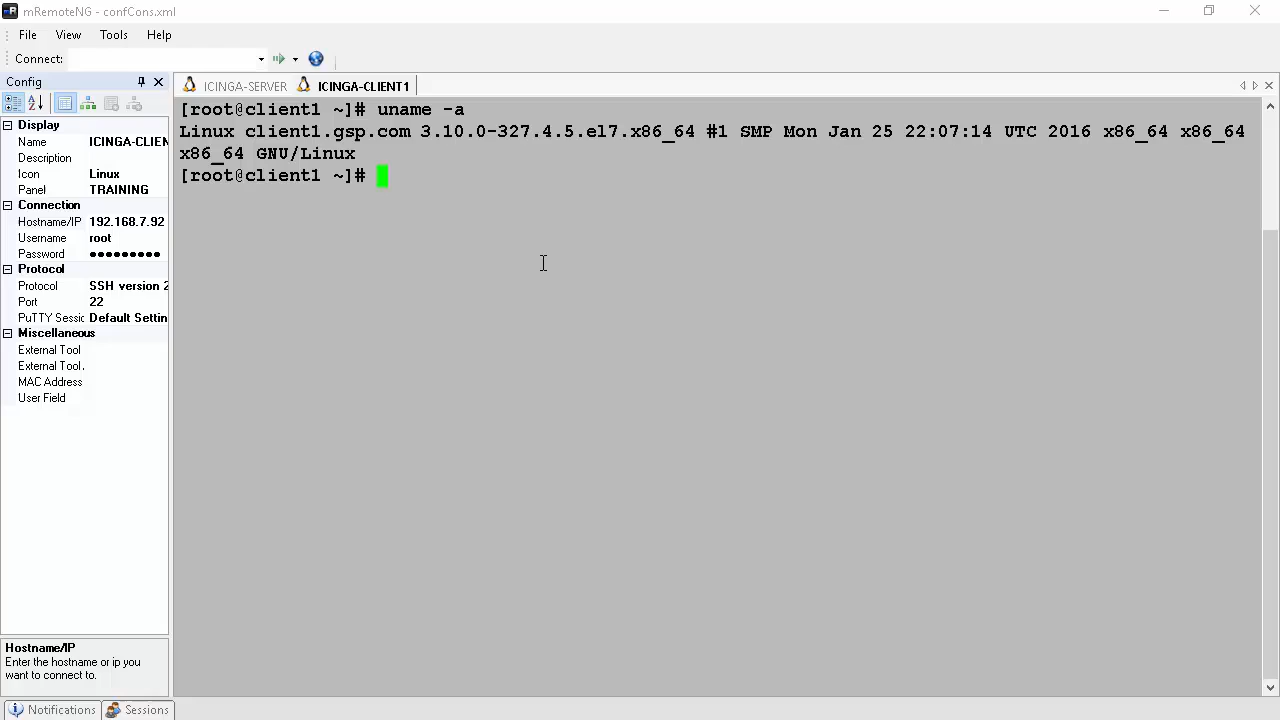 mRemoteNG - confCons.xml
File View Tools Help
Connect:
Config
ICINGA-SERVER ICINGA-CLIENT1
Display
Name ICINGA-CLIEN
Description
Icon Linux
Panel TRAINING
Connection
Hostname/IP 192.168.7.92
Username root
Password ●●●●●●●●●
Protocol
Protocol SSH version 2
Port 22
PuTTY Sessic Default Settin
Miscellaneous
External Tool
External Tool.
MAC Address
User Field
Hostname/IP
Enter the hostname or ip you
want to connect to.
Notifications Sessions
[root@client1 ~]# uname -a
Linux client1.gsp.com 3.10.0-327.4.5.el7.x86_64 #1 SMP Mon Jan 25 22:07:14 UTC 2016 x86_64 x86_64
x86_64 GNU/Linux
[root@client1 ~]#